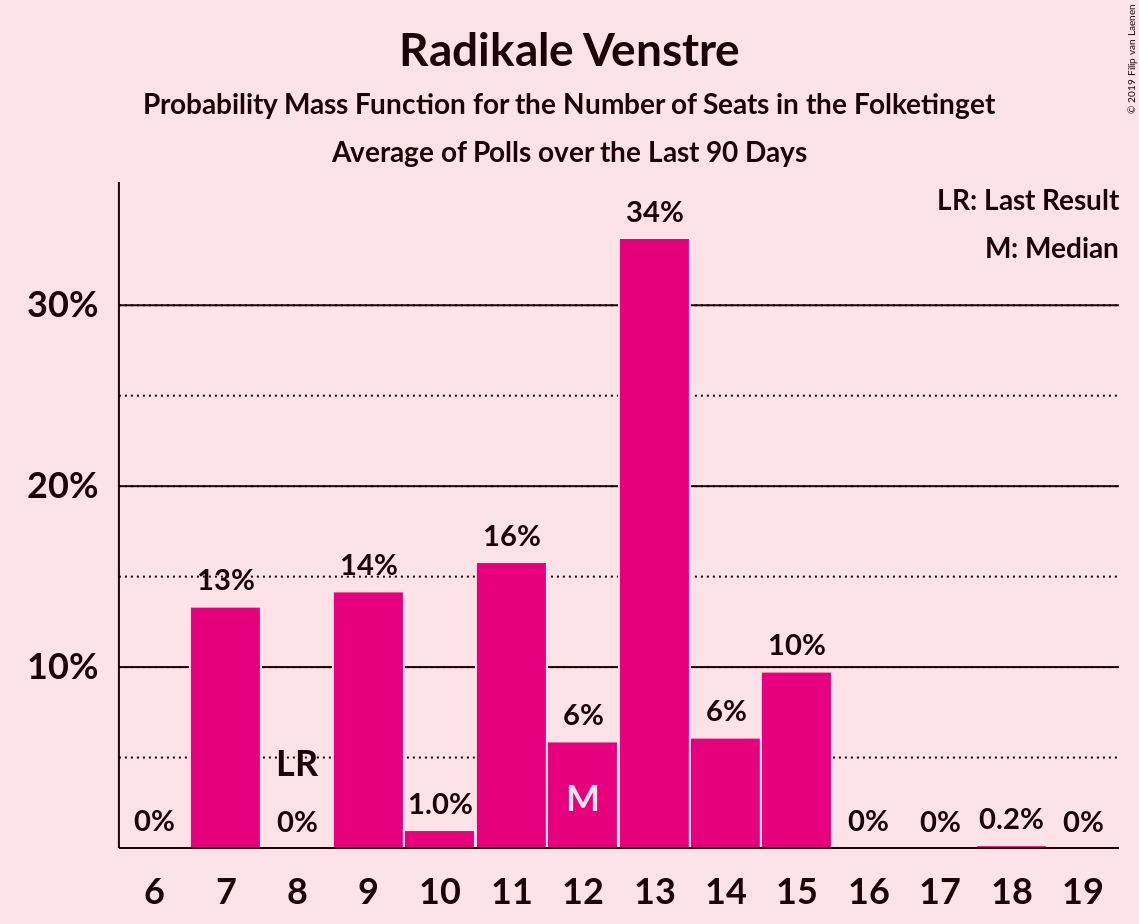 Radikale Venstre
Probability Mass Function for the Number of Seats in the Folketinget
Average of Polls over the Last 90 Days
© 2019 Filip van Laenen
LR: Last Result
M: Median
34%
30%
20%
16%
14%
13%
10%
10%
6%
6%
LR
M
1.0%
0%
0%
0%
0%
0.2%
0%
6 7 8 9 10 11 12 13 14 15 16 17 18 19